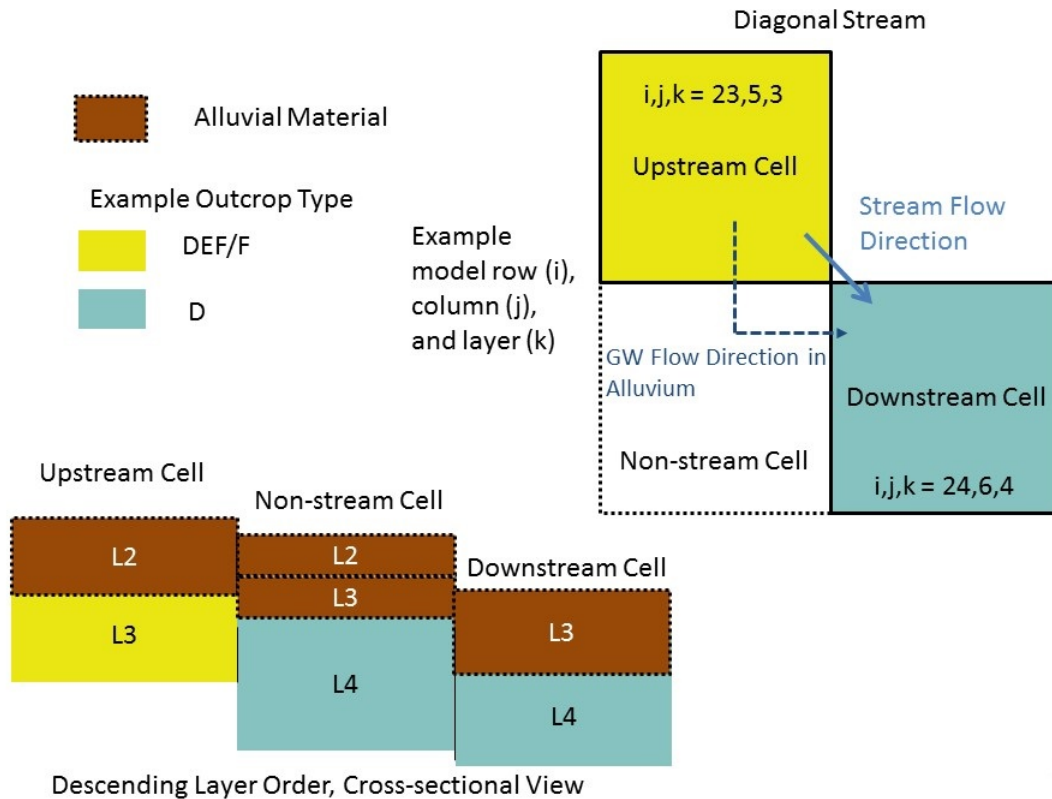 Diagonal Stream
Alluvial Material
Example Outcrop Type
DEF/F
D
Example
model row (i),
column (j),
and layer (k)
i,j,k = 23,5,3
Upstream Cell
Stream Flow
Direction
GW Flow Direction in
Alluvium
Non-stream Cell
Downstream Cell
i,j,k = 24,6,4
Upstream Cell
L2
L3
Non-stream Cell
L2
L3
L4
Downstream Cell
L3
L4
Descending Layer Order, Cross-sectional View